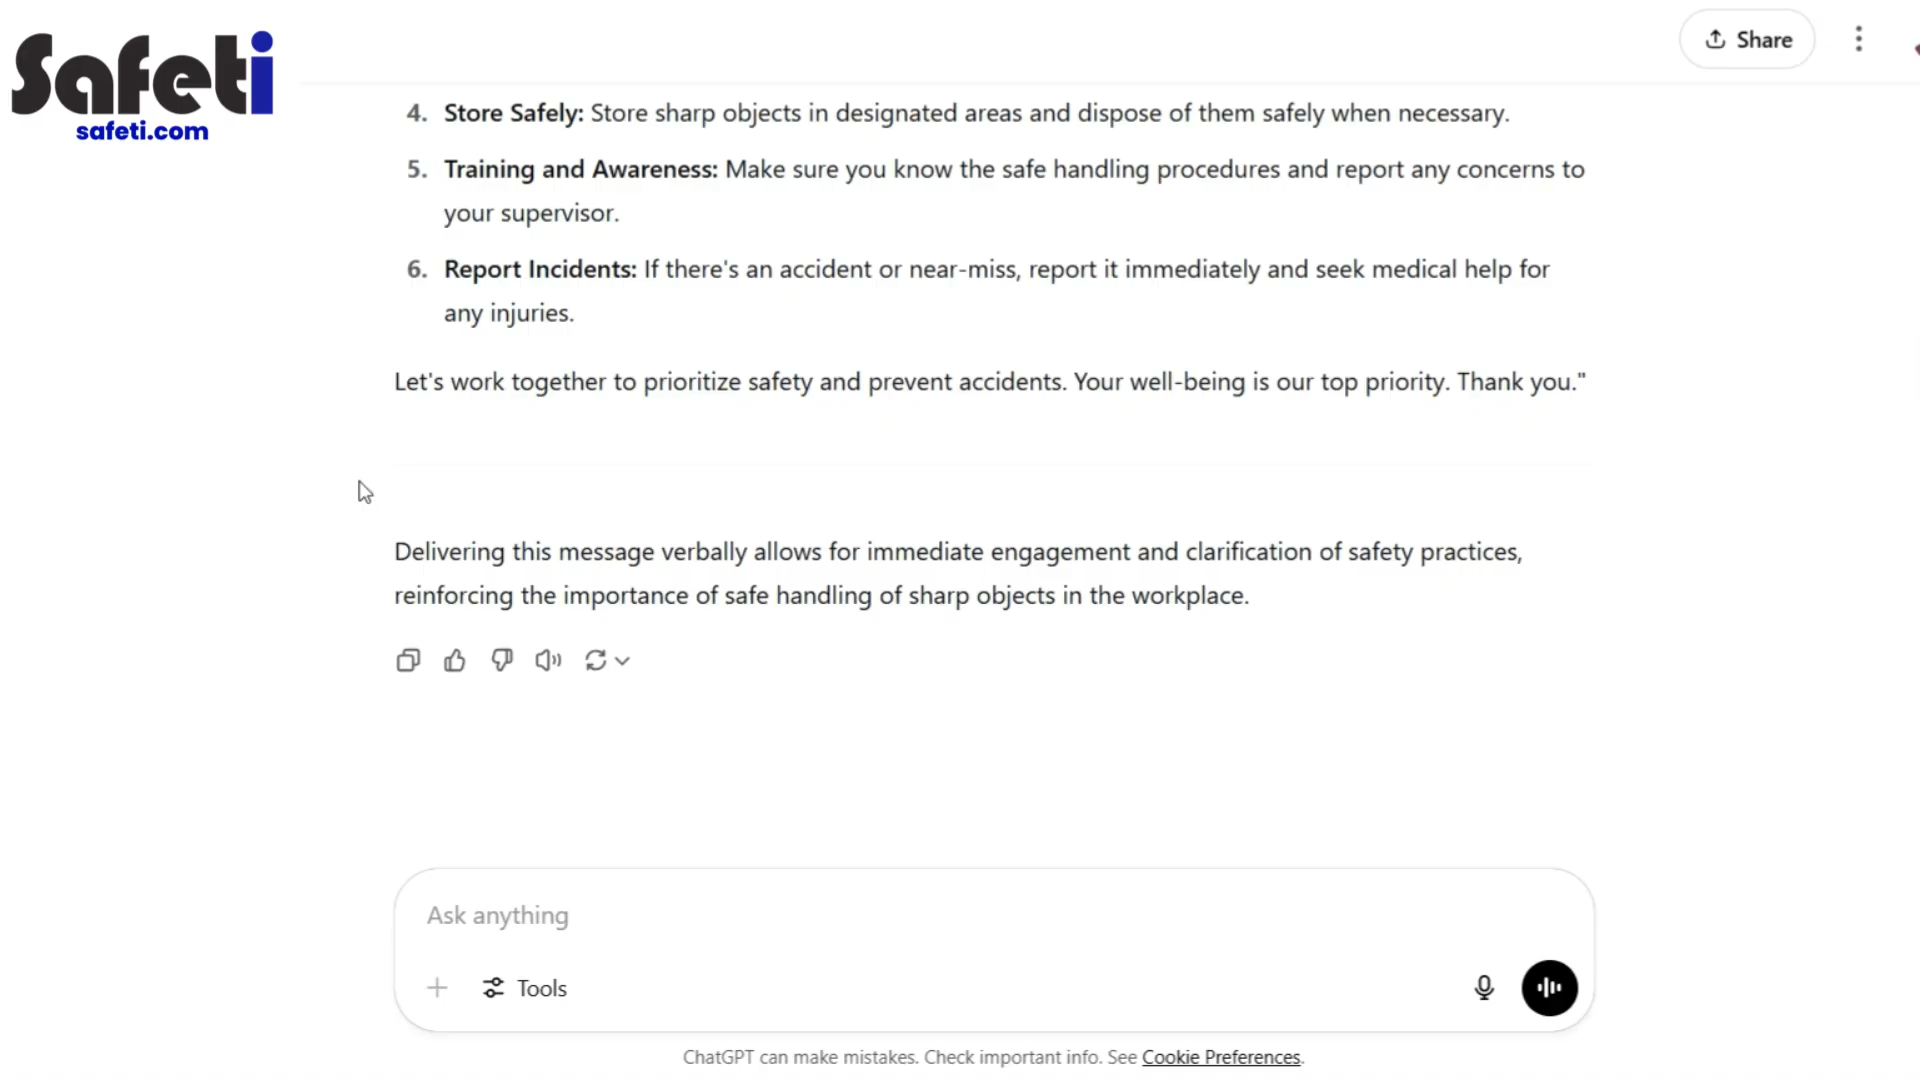 Safeti
safeti.com
Share
4. Store Safely: Store sharp objects in designated areas and dispose of them safely when necessary.
5. Training and Awareness: Make sure you know the safe handling procedures and report any concerns to
your supervisor.
6. Report Incidents: If there's an accident or near-miss, report it immediately and seek medical help for
any injuries.
Let's work together to prioritize safety and prevent accidents. Your well-being is our top priority. Thank you."
Delivering this message verbally allows for immediate engagement and clarification of safety practices,
reinforcing the importance of safe handling of sharp objects in the workplace.
Ask anything
Tools
ChatGPT can make mistakes. Check important info. See Cookie Preferences.